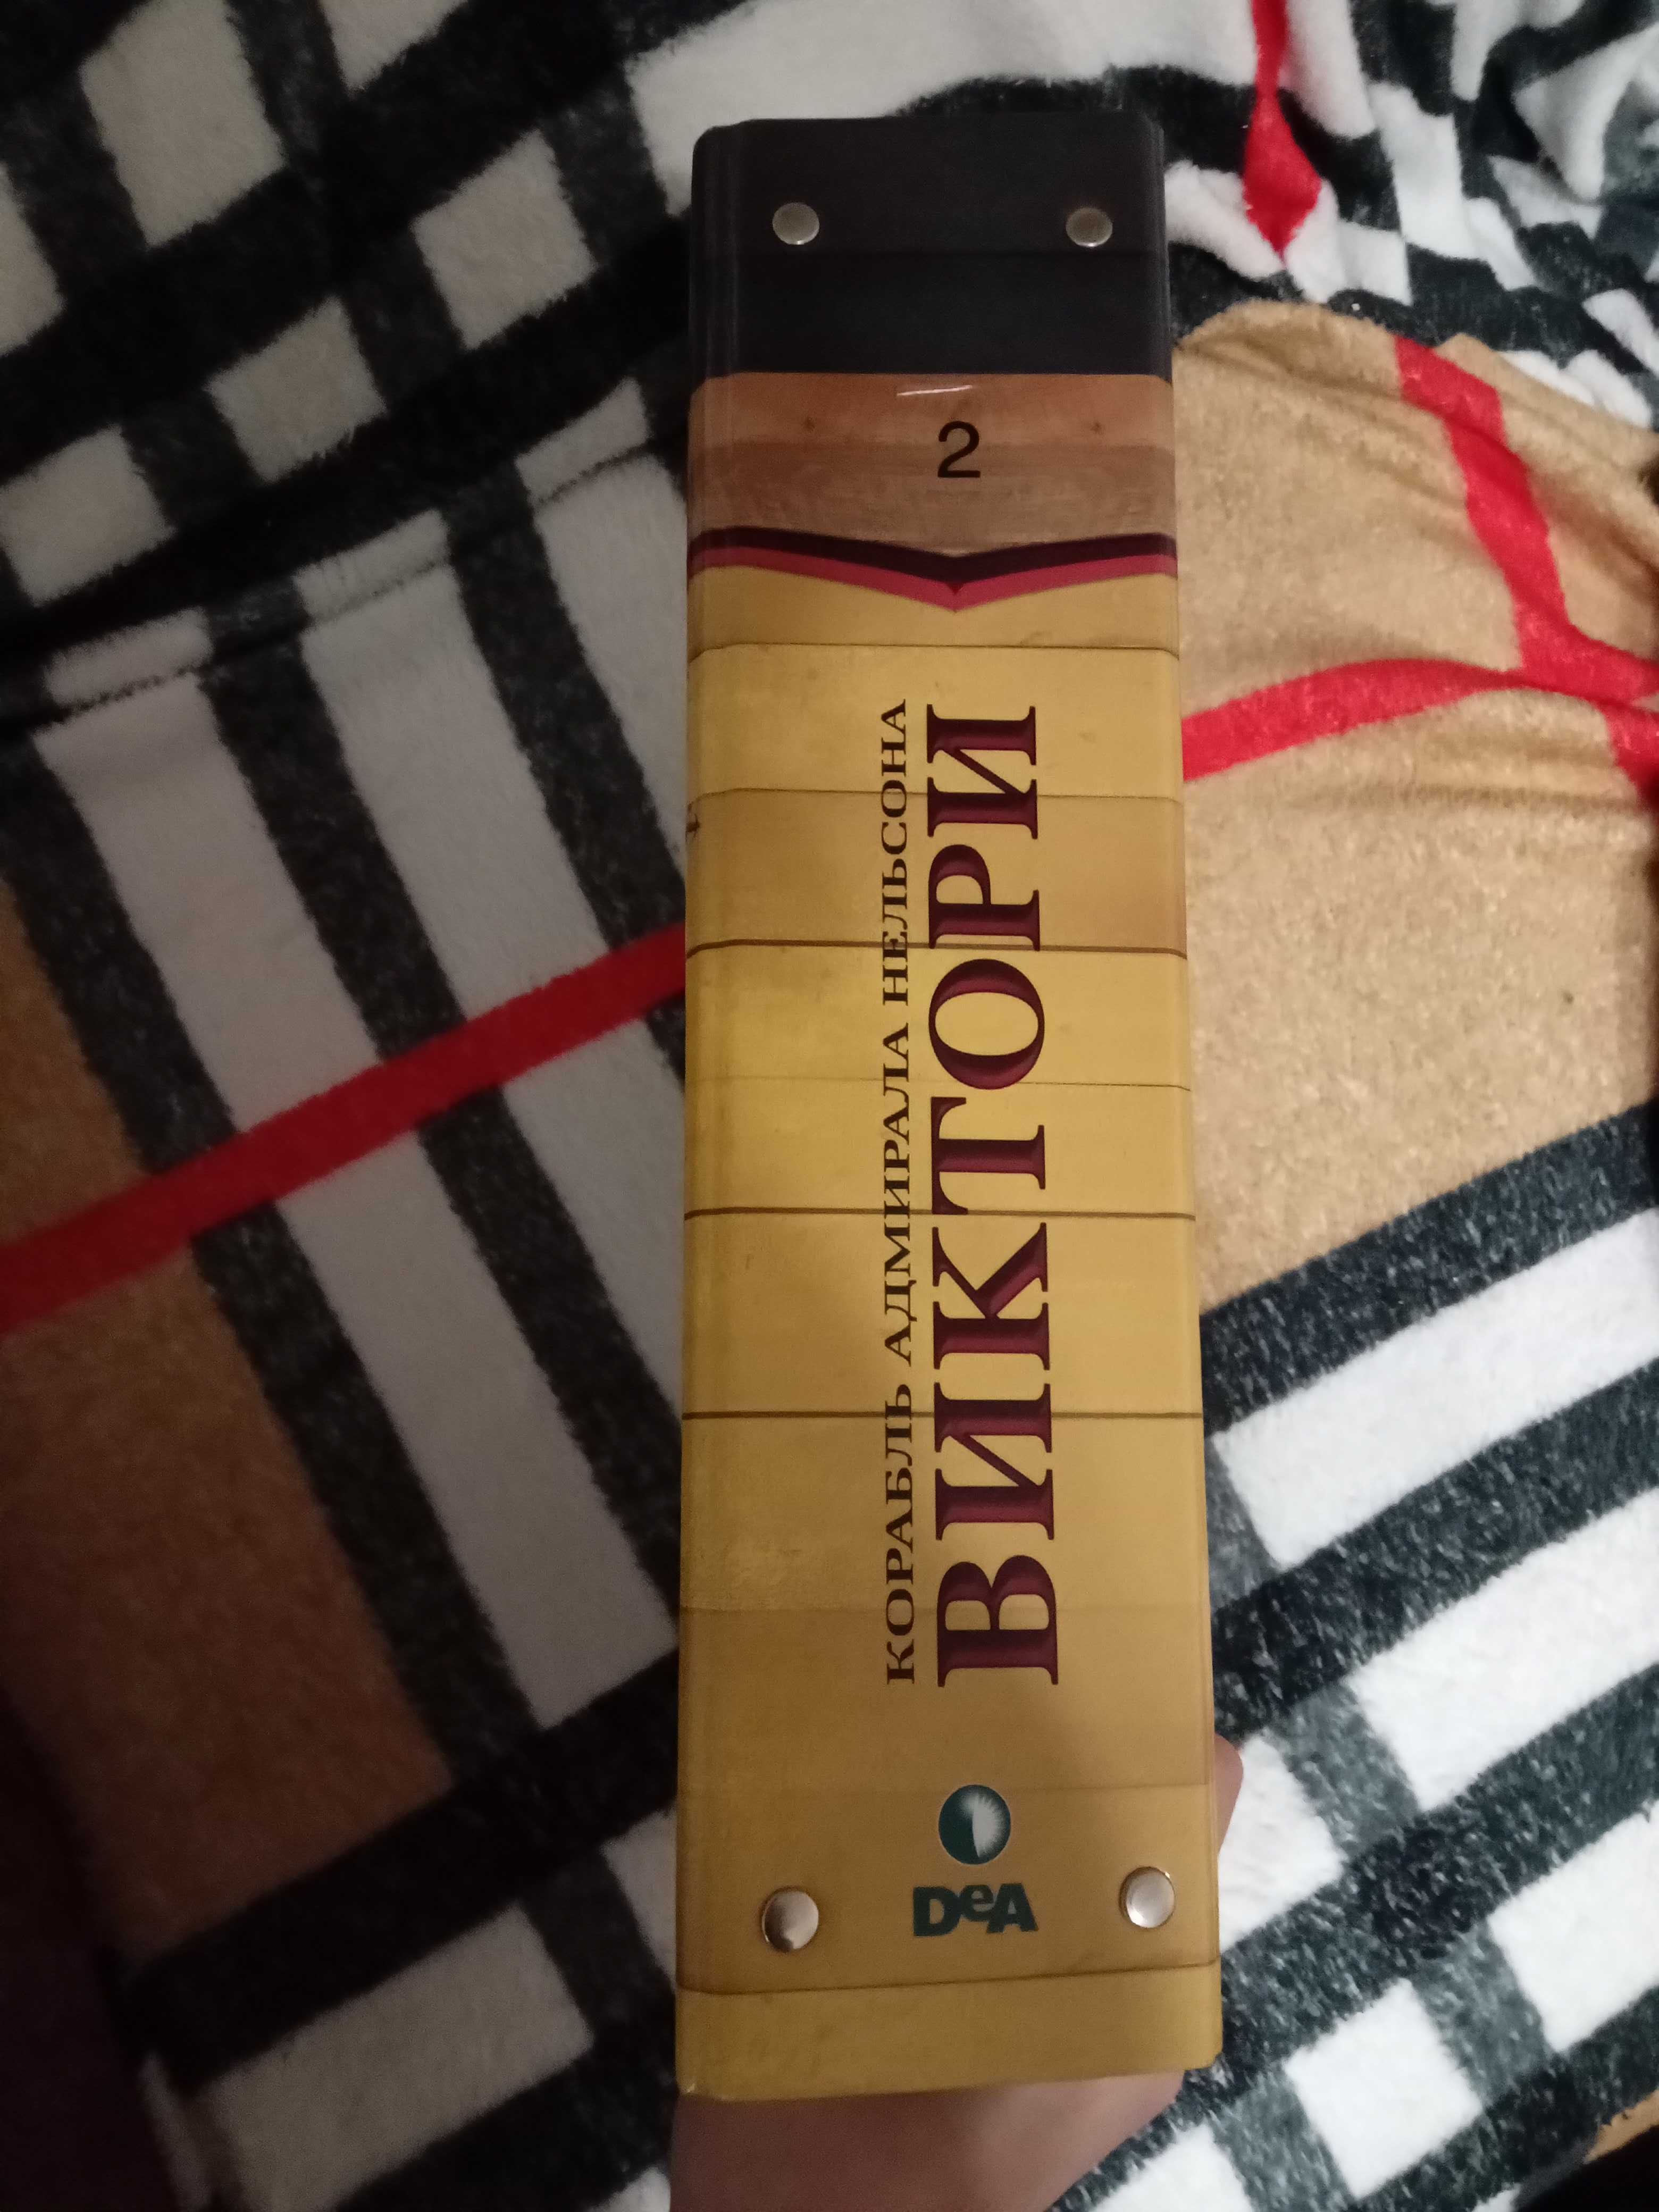 2
КОРАБЛЬ АДМИРАЛА НЕЛЬСОНА
ВИКТОРИ
DeA